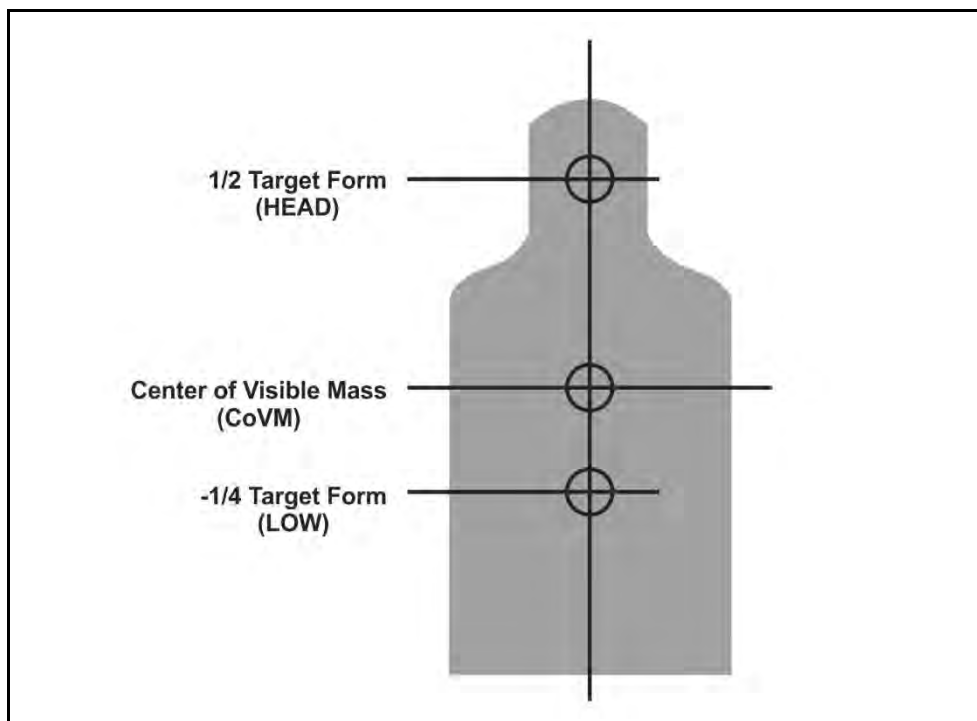 1/2 Target Form
(HEAD)
Center of Visible Mass
(CoVM)
-1/4 Target Form
(LOW)